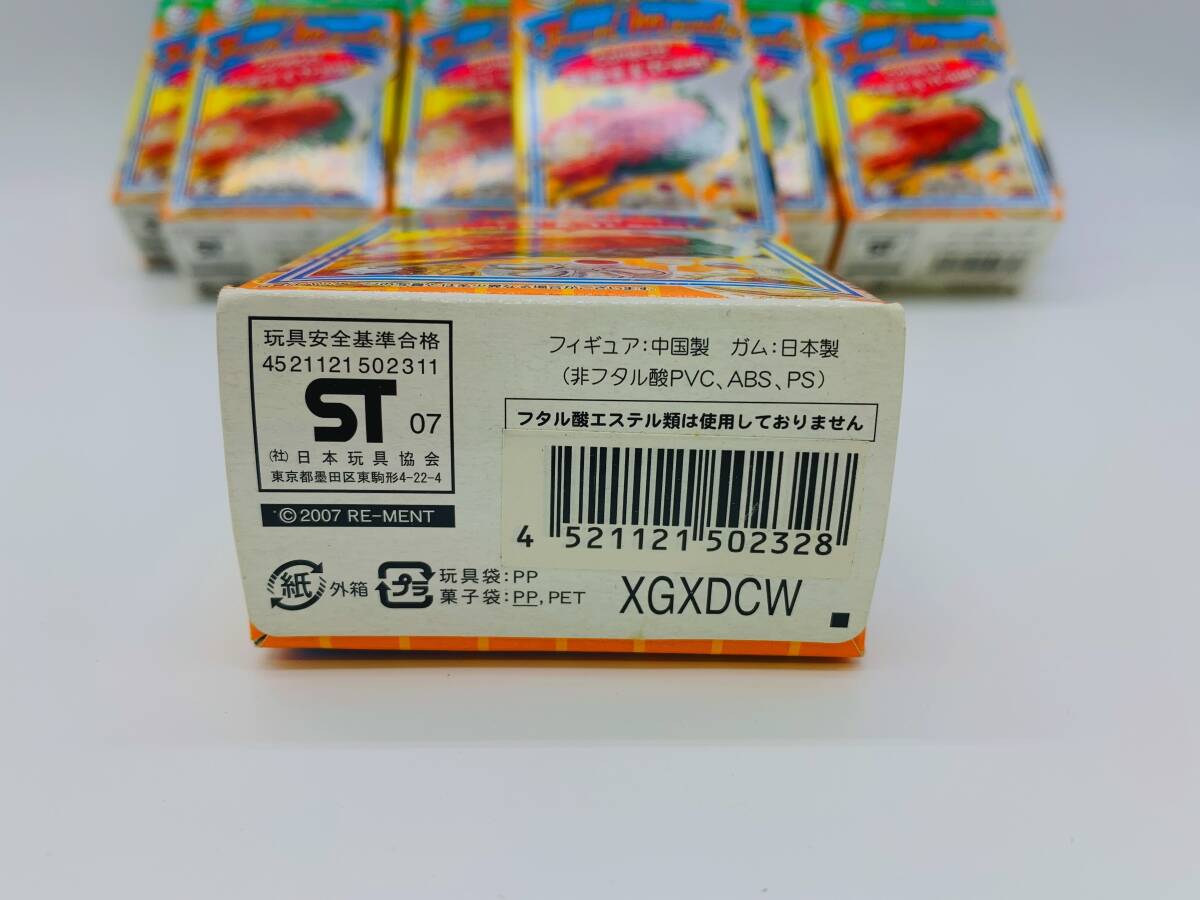 玩具安全基準合格
4521121502311
ST 07
(社)日本玩具協会
東京都墨田区東駒形4-22-4
© 2007 RE-MENT
フィギュア:中国製 ガム:日本製
(非フタル酸PVC、ABS、PS)
フタル酸エステル類は使用しておりません
4 521121 502328
紙 外箱
プラ 玩具袋:PP
菓子袋:PP, PET
XGXDCW